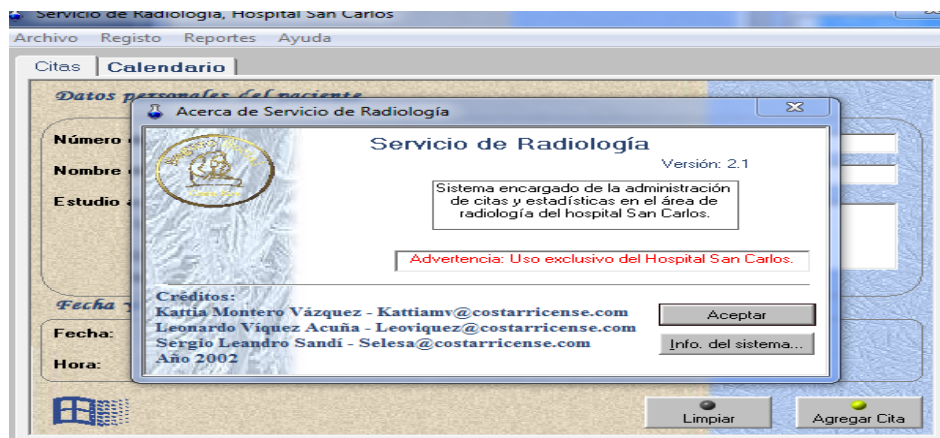 Servicio de Radiología, Hospital San Carlos
Archivo Registo Reportes Ayuda
Citas Calendario
Datos personales del paciente
Acerca de Servicio de Radiología
Número
Nombre
Estudio
Servicio de Radiología
Versión: 2.1
Sistema encargado de la administración
de citas y estadísticas en el área de
radiología del hospital San Carlos.
Advertencia: Uso exclusivo del Hospital San Carlos.
Créditos:
Kattia Montero Vázquez - Kattiamv@costarricense.com
Leonardo Víquez Acuña - Leoviquez@costarricense.com
Sergio Leandro Sandí - Selesa@costarricense.com
Año 2002
Aceptar
Info. del sistema...
Fecha
Fecha:
Hora:
Limpiar
Agregar Cita